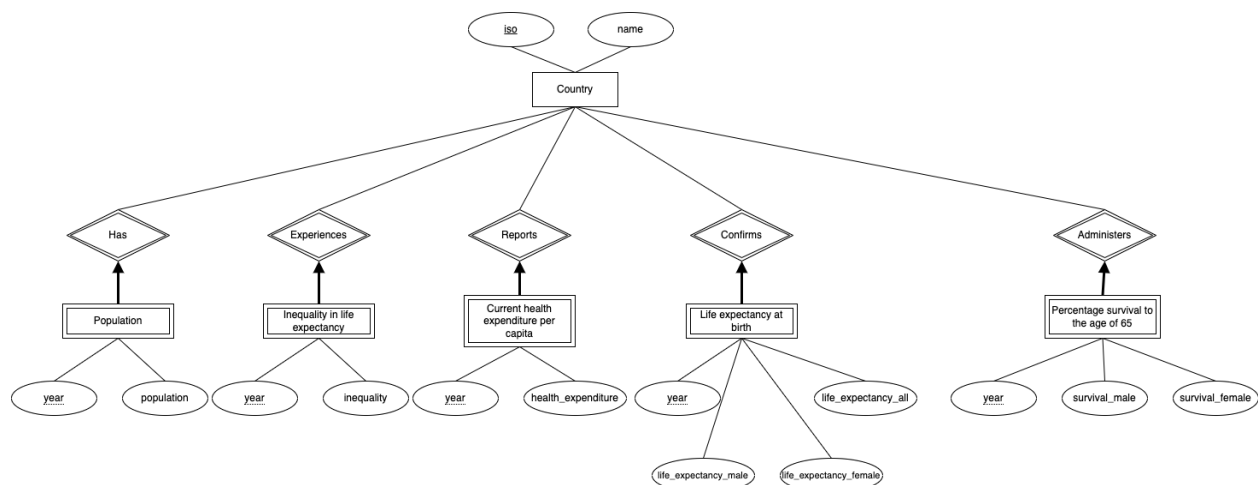 iso
name
Country
Has
Experiences
Reports
Confirms
Administers
Population
Inequality in life
expectancy
Current health
expenditure per
capita
Life expectancy at
birth
Percentage survival to
the age of 65
year
population
year
inequality
year
health_expenditure
year
life_expectancy_all
year
survival_male
survival_female
life_expectancy_male
life_expectancy_female